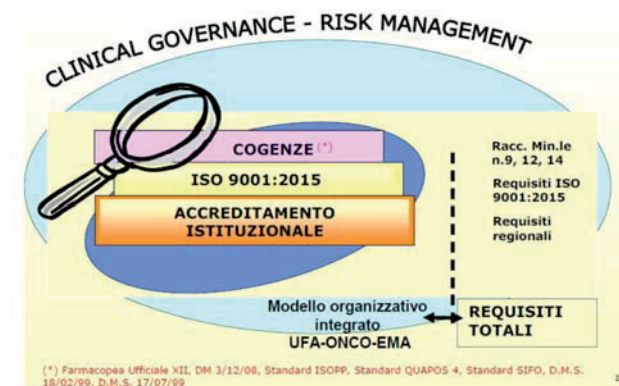 CLINICAL GOVERNANCE - RISK MANAGEMENT
COGENZE (*)
ISO 9001:2015
ACCREDITAMENTO
ISTITUZIONALE
Racc. Min.le
n.9, 12, 14
Requisiti ISO
9001:2015
Requisiti
regionali
Modello organizzativo
integrato
UFA-ONCO-EMA
REQUISITI
TOTALI
(*) Farmacopea Ufficiale XII, DM 3/12/08, Standard ISOPP, Standard QUAPOS 4, Standard SIFO, D.M.S.
18/02/99, D.M.S. 17/07/99